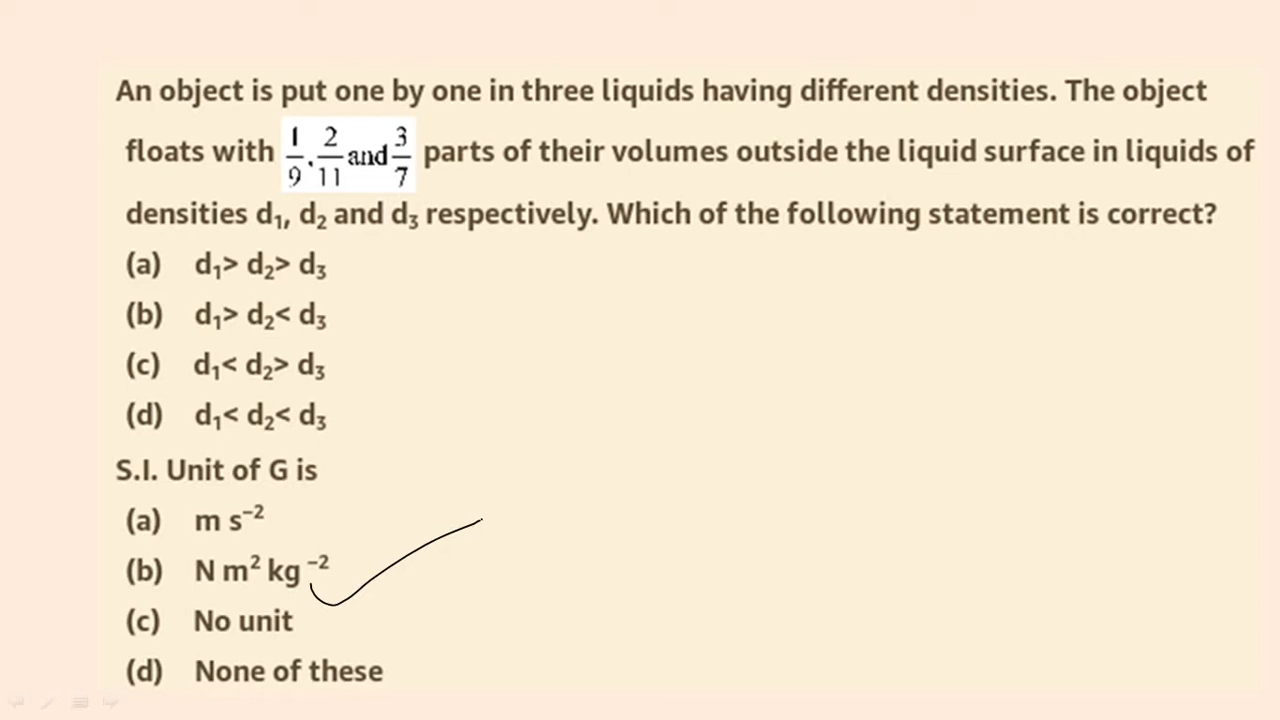 An object is put one by one in three liquids having different densities. The object
floats with 1/9, 2/11 and 3/7 parts of their volumes outside the liquid surface in liquids of
densities d₁, d₂ and d₃ respectively. Which of the following statement is correct?
(a) d₁> d₂> d₃
(b) d₁> d₂< d₃
(c) d₁< d₂> d₃
(d) d₁< d₂< d₃
S.I. Unit of G is
(a) m s⁻²
(b) N m² kg ⁻²
(c) No unit
(d) None of these